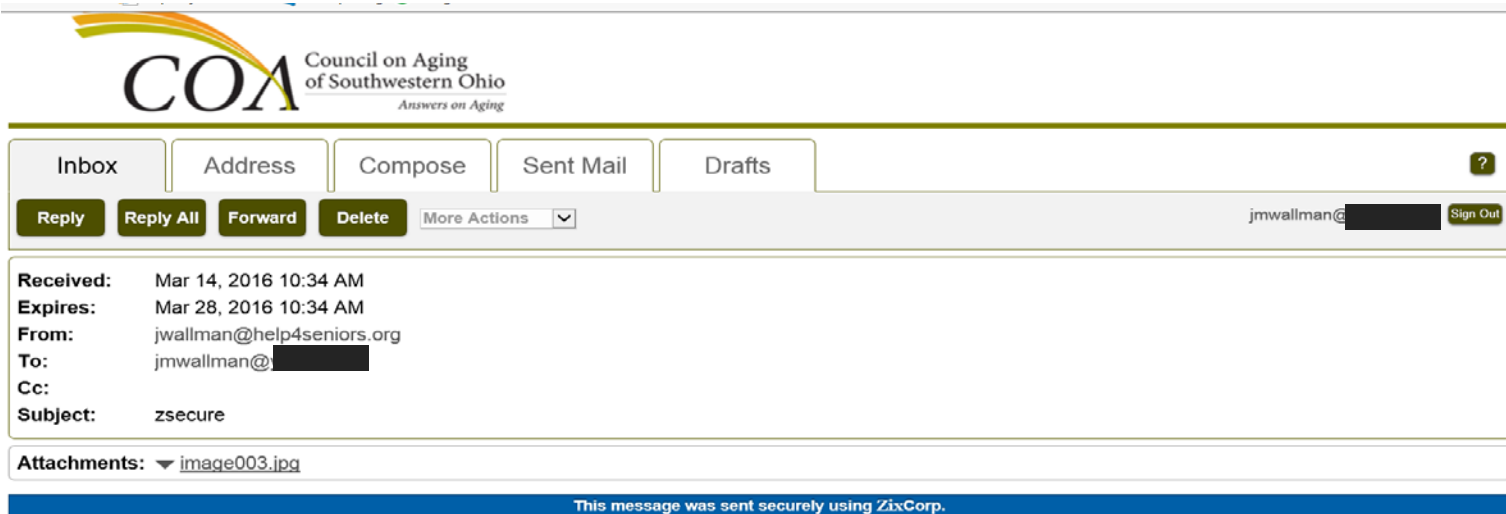 COA
Council on Aging
of Southwestern Ohio
Answers on Aging
Inbox Address Compose Sent Mail Drafts ?
Reply Reply All Forward Delete More Actions jmwallman@ Sign Out
Received: Mar 14, 2016 10:34 AM
Expires: Mar 28, 2016 10:34 AM
From: jwallman@help4seniors.org
To: jmwallman@
Cc:
Subject: zsecure
Attachments: image003.jpg
This message was sent securely using ZixCorp.